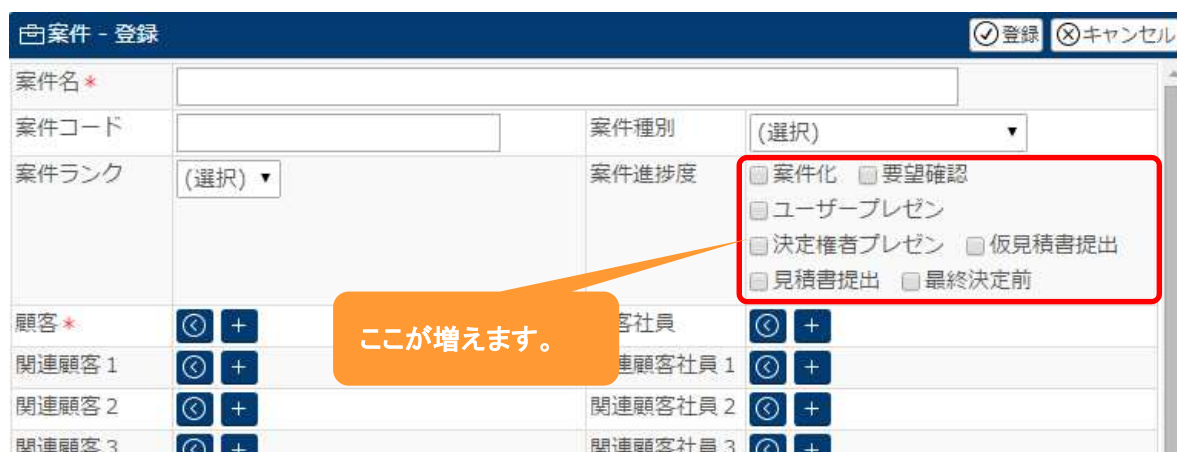 案件 - 登録 登録 キャンセル
案件名*
案件コード 案件種別 (選択)
案件ランク (選択) 案件進捗度 案件化 要望確認
ユーザープレゼン
決定権者プレゼン 仮見積書提出
見積書提出 最終決定前
ここが増えます。
顧客* 客社員
関連顧客 1 連顧客社員 1
関連顧客 2 関連顧客社員 2
関連顧客 3 関連顧客社員 3